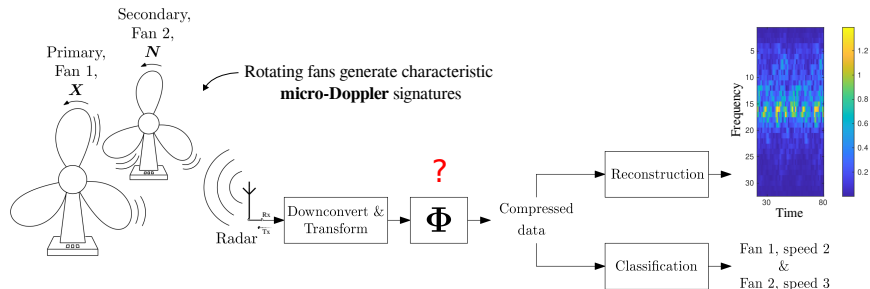 Secondary,
Fan 2,
N
Primary,
Fan 1,
X
Rotating fans generate characteristic
micro-Doppler signatures
Radar
Rx
Tx
Downconvert &
Transform
?
Φ
Compressed
data
Reconstruction
Classification
Frequency
5
10
15
20
25
30
30 80
Time
1.2
1
0.8
0.6
0.4
0.2
Fan 1, speed 2
&
Fan 2, speed 3